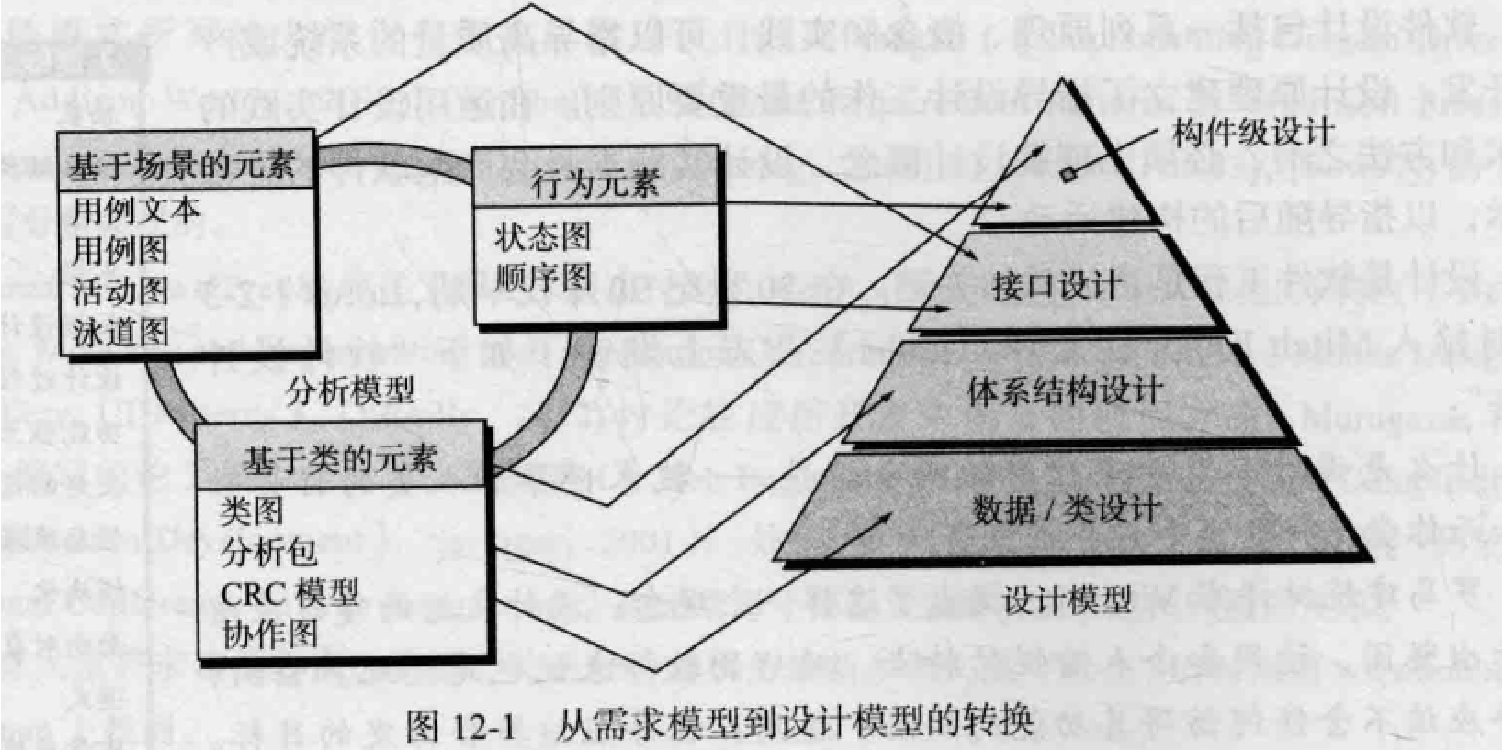 基于场景的元素
用例文本
用例图
活动图
泳道图
行为元素
状态图
顺序图
分析模型
基于类的元素
类图
分析包
CRC 模型
协作图
构件级设计
接口设计
体系结构设计
数据 / 类设计
设计模型
图 12-1 从需求模型到设计模型的转换